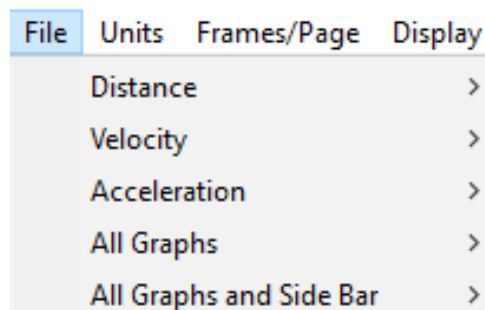 File Units Frames/Page Display
Distance >
Velocity >
Acceleration >
All Graphs >
All Graphs and Side Bar >